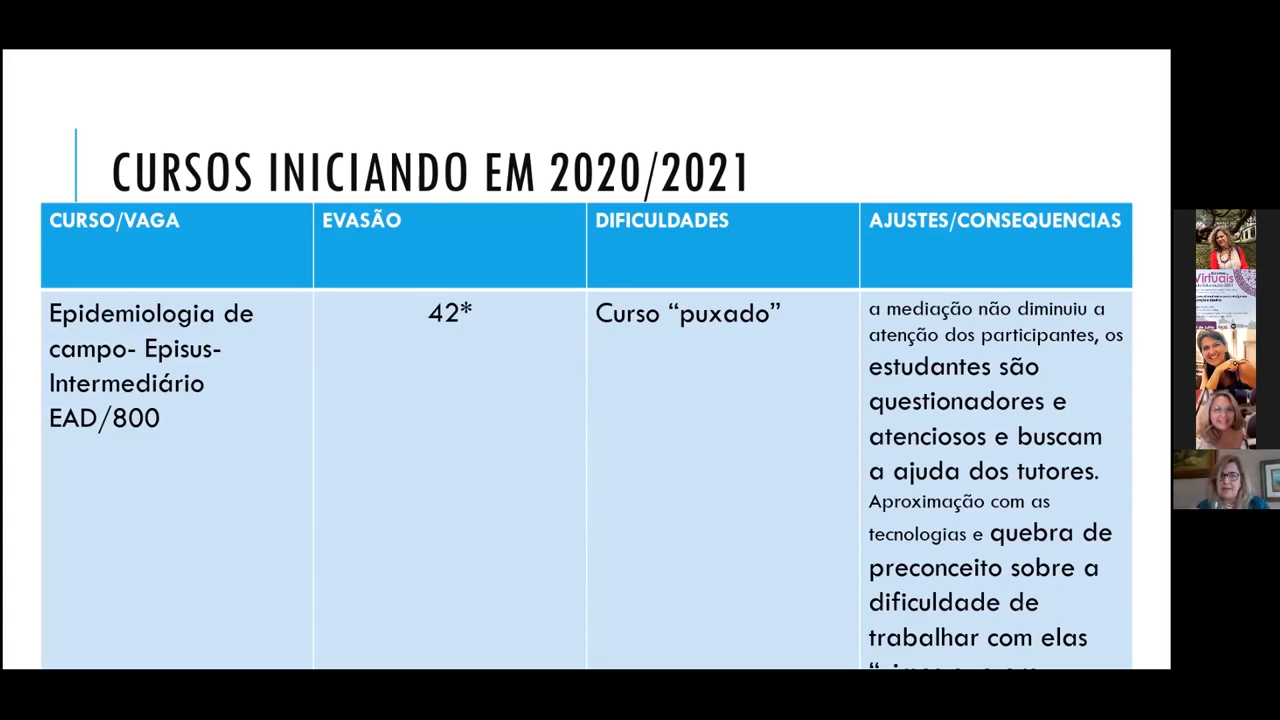 CURSOS INICIANDO EM 2020/2021
CURSO/VAGA
EVASÃO
DIFICULDADES
AJUSTES/CONSEQUENCIAS
Epidemiologia de
campo- Episus-
Intermediário
EAD/800
42*
Curso “puxado”
a mediação não diminuiu a
atenção dos participantes, os
estudantes são
questionadores e
atenciosos e buscam
a ajuda dos tutores.
Aproximação com as
tecnologias e quebra de
preconceito sobre a
dificuldade de
trabalhar com elas
Virtuais